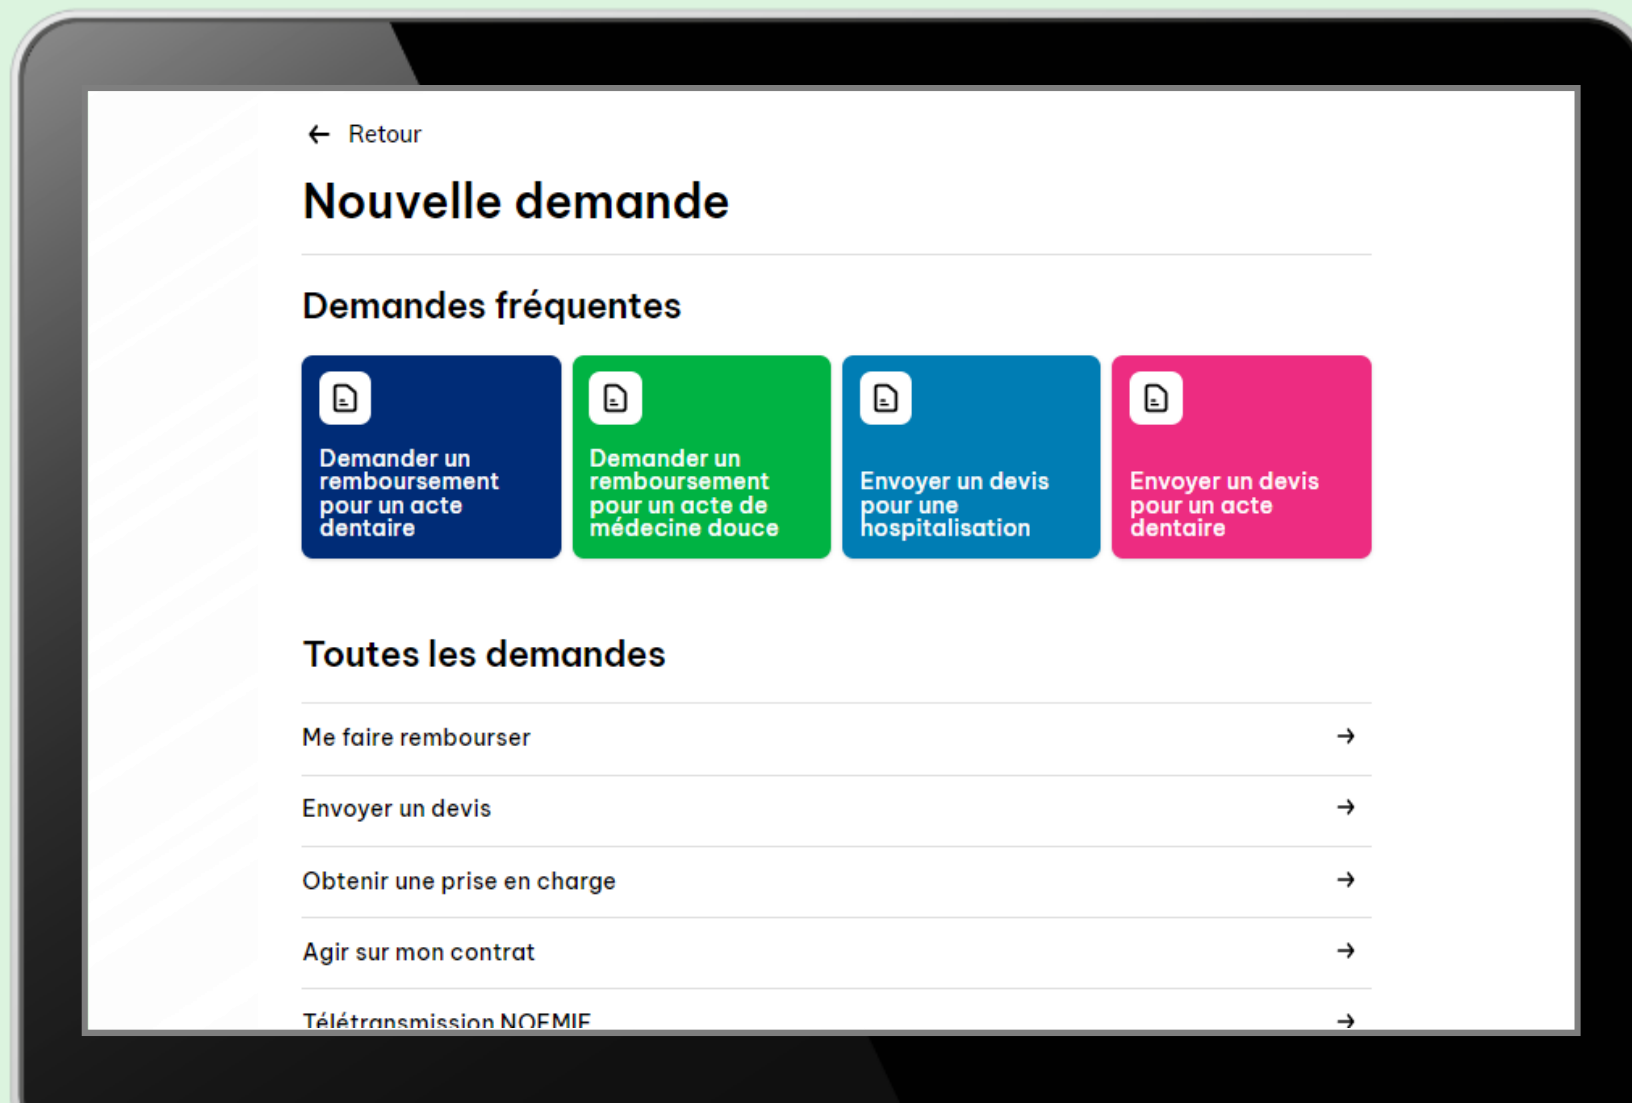 Retour
Nouvelle demande
Demandes fréquentes
Demander un
remboursement
pour un acte
dentaire
Demander un
remboursement
pour un acte de
médecine douce
Envoyer un devis
pour une
hospitalisation
Envoyer un devis
pour un acte
dentaire
Toutes les demandes
Me faire rembourser
Envoyer un devis
Obtenir une prise en charge
Agir sur mon contrat
Télétransmission NOEMIE